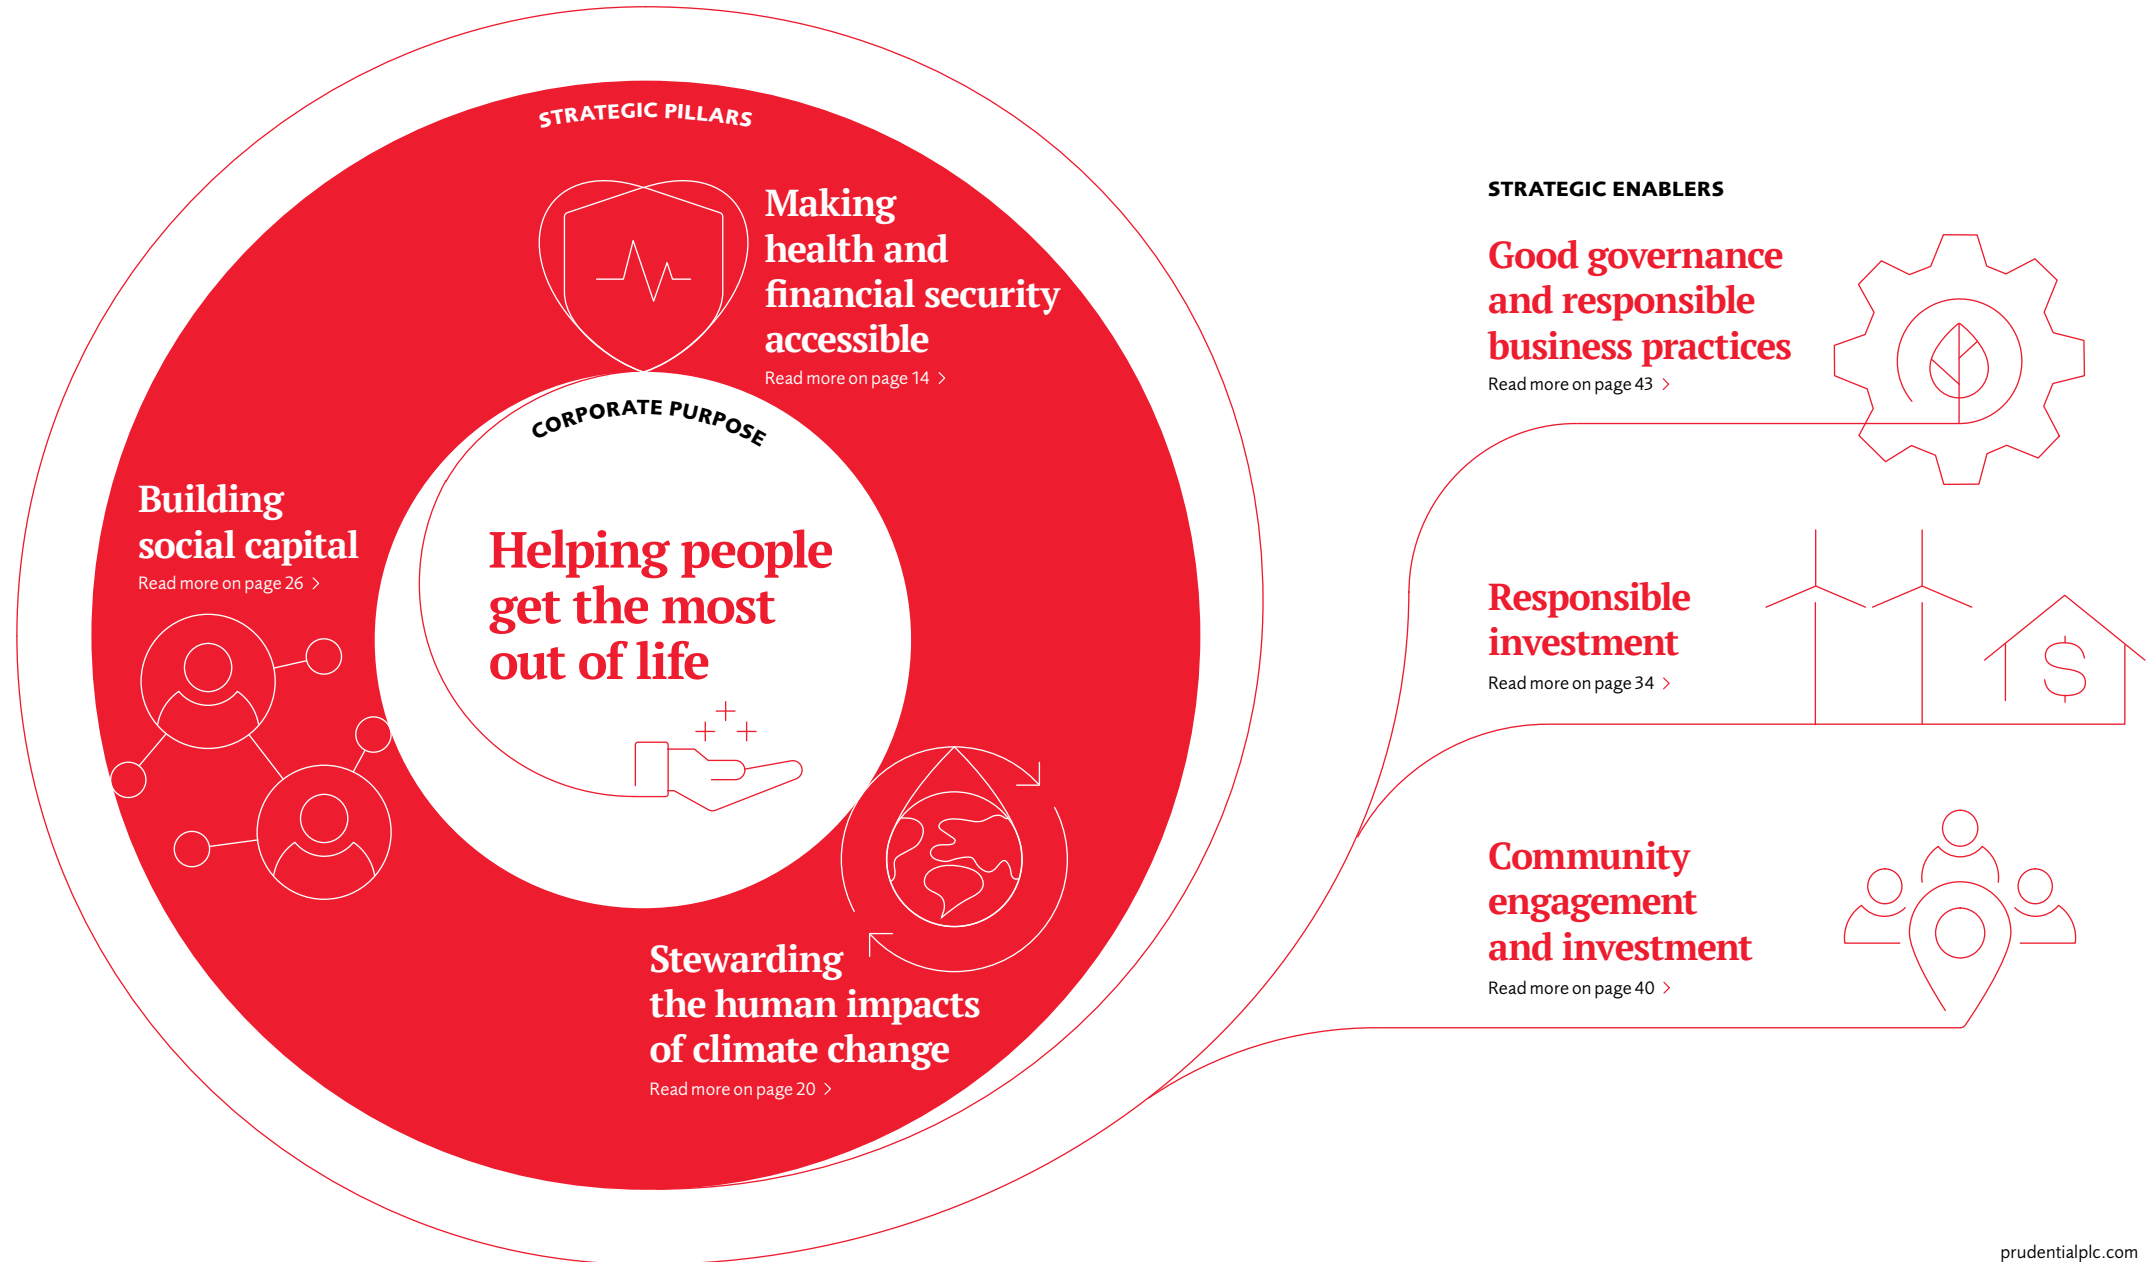 STRATEGIC PILLARS
Making
health and
financial security
accessible
Read more on page 14 >
CORPORATE PURPOSE
Helping people
get the most
out of life
Building
social capital
Read more on page 26 >
Stewarding
the human impacts
of climate change
Read more on page 20 >
STRATEGIC ENABLERS
Good governance
and responsible
business practices
Read more on page 43 >
Responsible
investment
Read more on page 34 >
$
Community
engagement
and investment
Read more on page 40 >
prudentialplc.com